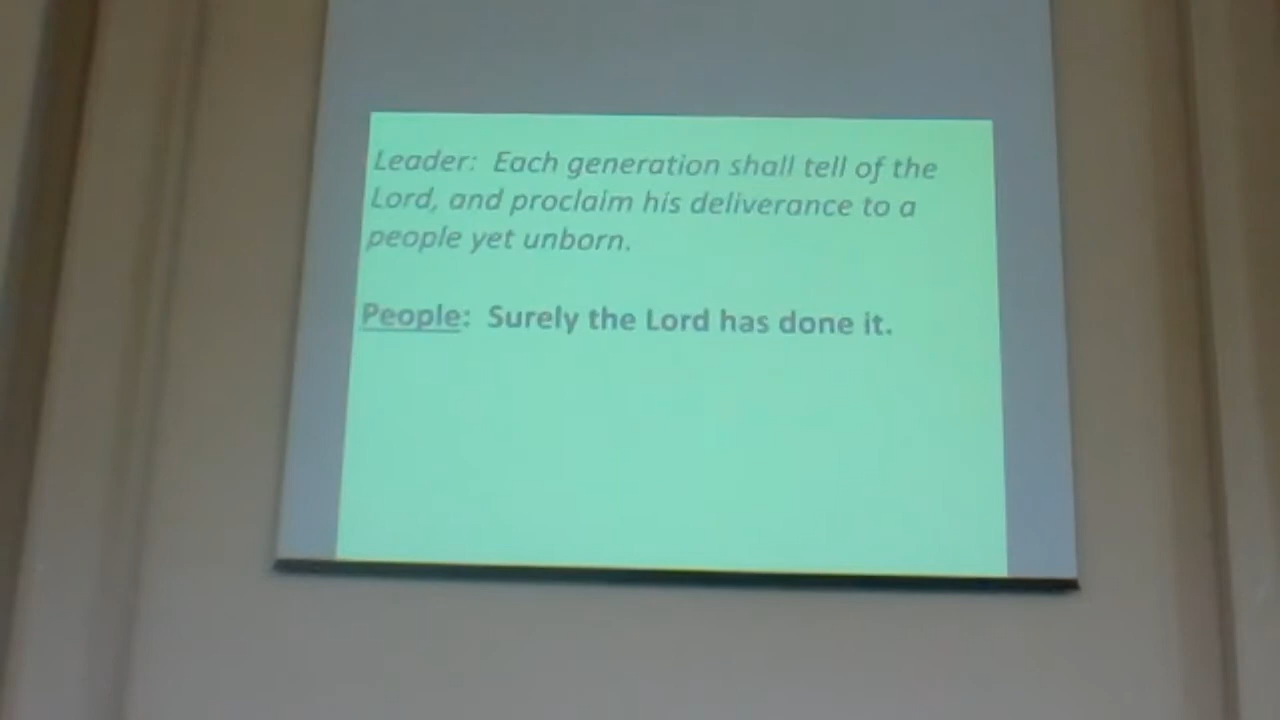 Leader: Each generation shall tell of the
Lord, and proclaim his deliverance to a
people yet unborn.
People: Surely the Lord has done it.